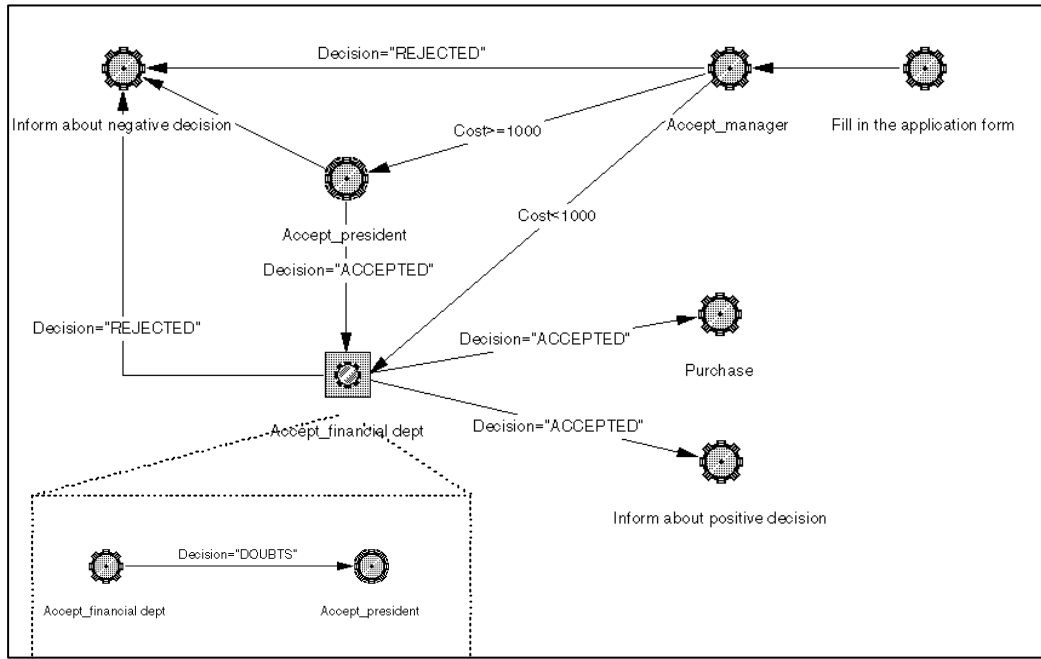 Decision="REJECTED"
Inform about negative decision
Accept_manager
Fill in the application form
Cost>=1000
Accept_president
Cost<1000
Decision="ACCEPTED"
Decision="REJECTED"
Decision="ACCEPTED"
Purchase
Accept_financial dept
Decision="ACCEPTED"
Inform about positive decision
Decision="DOUBTS"
Accept_financial dept
Accept_president